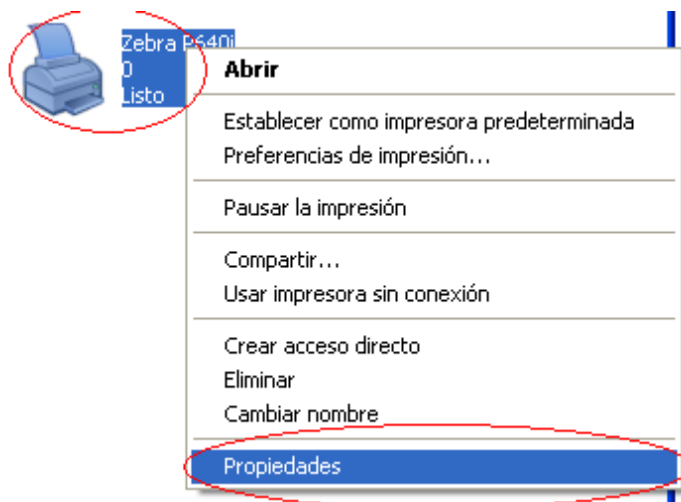 Zebra P640i
0
Listo
Abrir
Establecer como impresora predeterminada
Preferencias de impresión...
Pausar la impresión
Compartir...
Usar impresora sin conexión
Crear acceso directo
Eliminar
Cambiar nombre
Propiedades